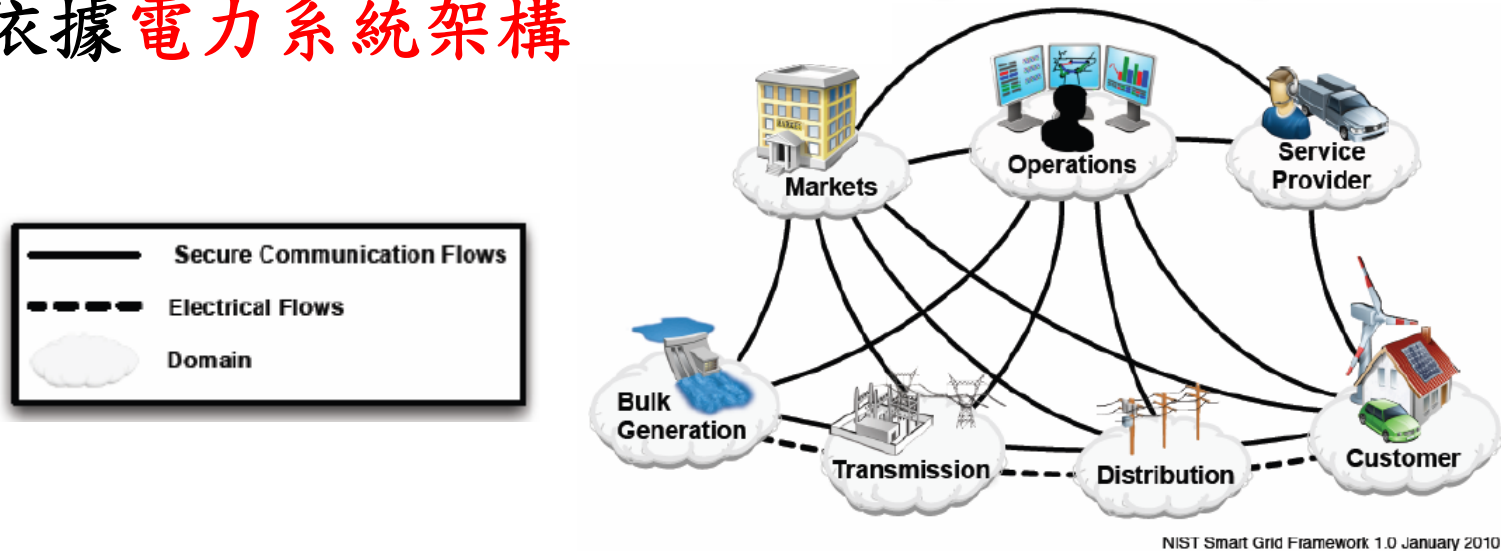 依據電力系統架構
Secure Communication Flows
Electrical Flows
Domain
Markets
Operations
Service
Provider
Bulk
Generation
Transmission
Distribution
Customer
NIST Smart Grid Framework 1.0 January 2010